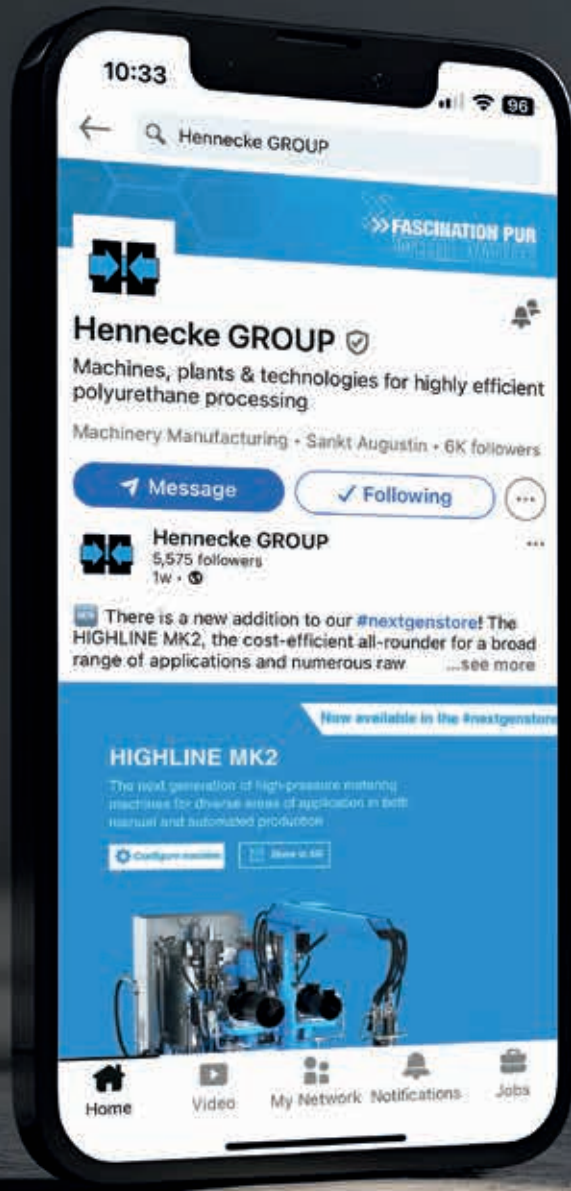 10:33
96
Hennecke GROUP
FASCINATION PUR
Hennecke GROUP
Machines, plants & technologies for highly efficient
polyurethane processing
Machinery Manufacturing • Sankt Augustin • 6K followers
Message
Following
Hennecke GROUP
5,575 followers
1w •
There is a new addition to our #nextgenstore! The
HIGHLINE MK2, the cost-efficient all-rounder for a broad
range of applications and numerous raw ...see more
Now available in the #nextgenstore
HIGHLINE MK2
The next generation of high-pressure metering
machines for diverse areas of application in both
manual and automated production
Configure machine
Home
Video
My Network
Notifications
Jobs